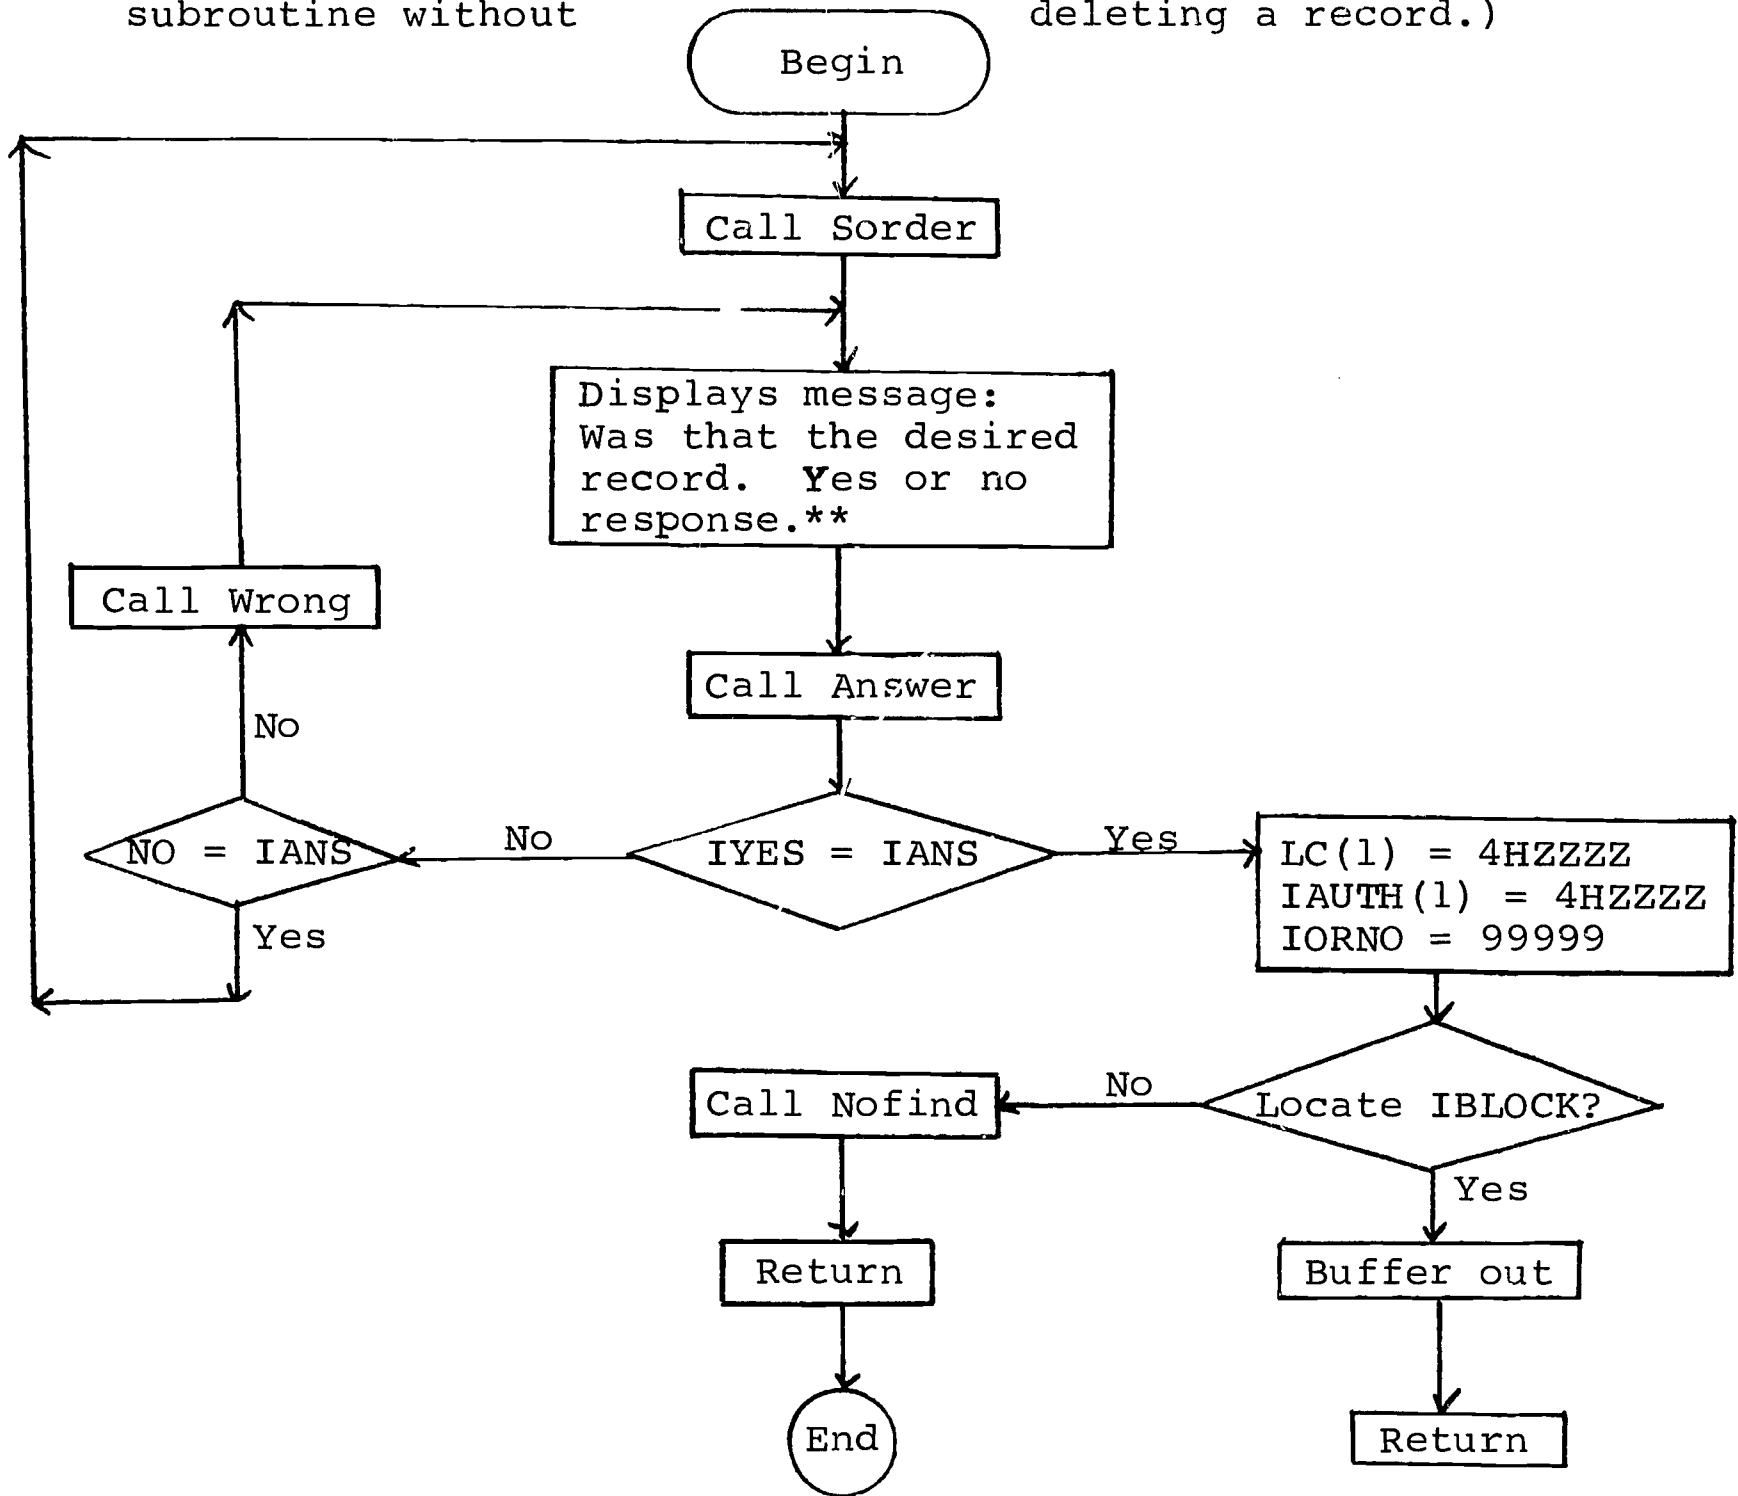 subroutine without deleting a record.)
Begin
Call Sorder
Displays message:
Was that the desired
record. Yes or no
response.**
Call Wrong
Call Answer
No
NO = IANS
No
IYES = IANS
Yes
LC(1) = 4HZZZZ
IAUTH(1) = 4HZZZZ
IORNO = 99999
Yes
Call Nofind
No
Locate IBLOCK?
Yes
Return
Buffer out
End
Return